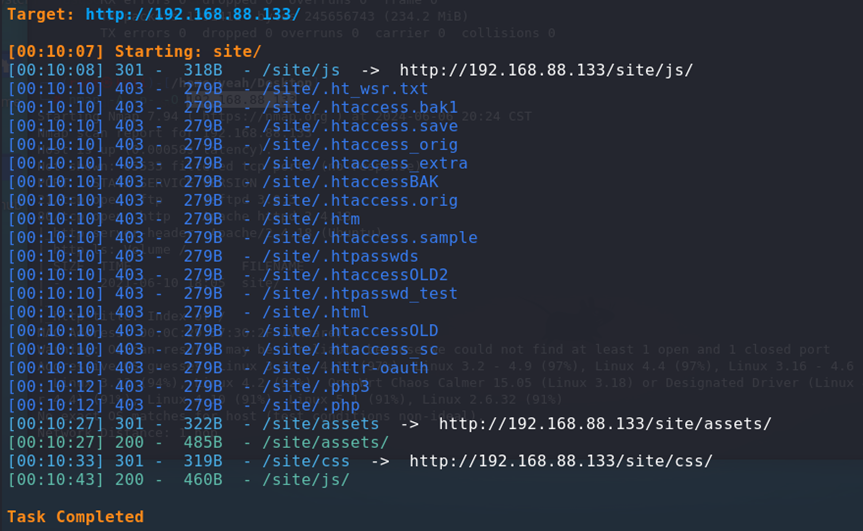 Target: http://192.168.88.133/
[00:10:07] Starting: site/
[00:10:08] 301 -  318B  - /site/js  ->  http://192.168.88.133/site/js/
[00:10:10] 403 -  279B  - /site/.ht_wsr.txt
[00:10:10] 403 -  279B  - /site/.htaccess.bak1
[00:10:10] 403 -  279B  - /site/.htaccess.save
[00:10:10] 403 -  279B  - /site/.htaccess_orig
[00:10:10] 403 -  279B  - /site/.htaccess_extra
[00:10:10] 403 -  279B  - /site/.htaccessBAK
[00:10:10] 403 -  279B  - /site/.htaccess.orig
[00:10:10] 403 -  279B  - /site/.htm
[00:10:10] 403 -  279B  - /site/.htaccess.sample
[00:10:10] 403 -  279B  - /site/.htpasswds
[00:10:10] 403 -  279B  - /site/.htaccessOLD2
[00:10:10] 403 -  279B  - /site/.htpasswd_test
[00:10:10] 403 -  279B  - /site/.html
[00:10:10] 403 -  279B  - /site/.htaccessOLD
[00:10:10] 403 -  279B  - /site/.htaccess_sc
[00:10:10] 403 -  279B  - /site/.httr-oauth
[00:10:12] 403 -  279B  - /site/.php3
[00:10:12] 403 -  279B  - /site/.php
[00:10:27] 301 -  322B  - /site/assets  ->  http://192.168.88.133/site/assets/
[00:10:27] 200 -  485B  - /site/assets/
[00:10:33] 301 -  319B  - /site/css  ->  http://192.168.88.133/site/css/
[00:10:43] 200 -  460B  - /site/js/
Task Completed